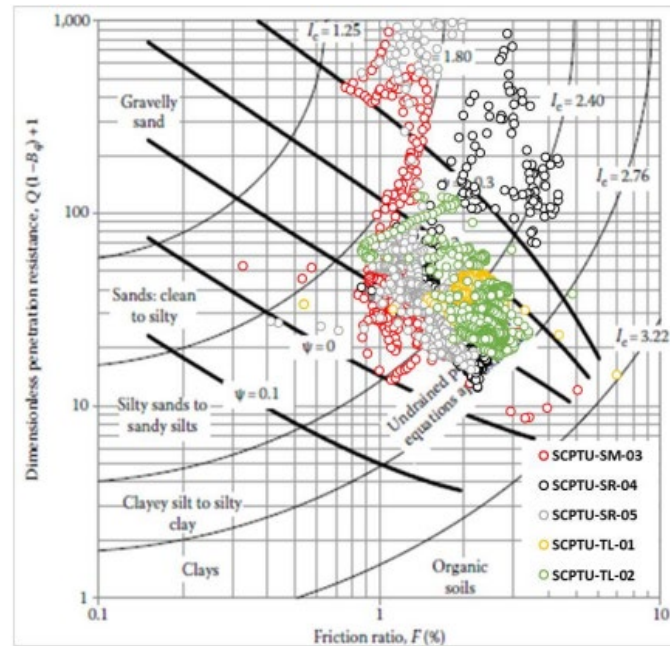 1,000
I_c = 1.25
1.80
Gravelly
sand
I_c = 2.40
I_c = 2.76
0.3
100
Dimensionless penetration resistance, Q (1−B_q) + 1
Sands: clean
to silty
ψ = 0
I_c = 3.22
10
Undrained
equations
Silty sands to
sandy silts
ψ = 0.1
SCPTU-SM-03
SCPTU-SR-04
Clayey silt to silty
clay
SCPTU-SR-05
SCPTU-TL-01
Clays
Organic
soils
SCPTU-TL-02
1
0.1
1
10
Friction ratio, F (%)